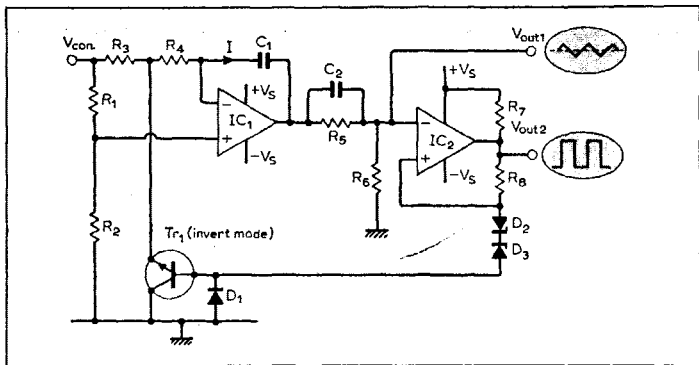 Vcon.
R3
R4
I
C1
Vout1
R1
C2
+VS
+VS
R7
−
IC1
+
R5
−
IC2
+
Vout2
−VS
R6
−VS
R8
R2
Tr1 (invert mode)
D2
D3
D1